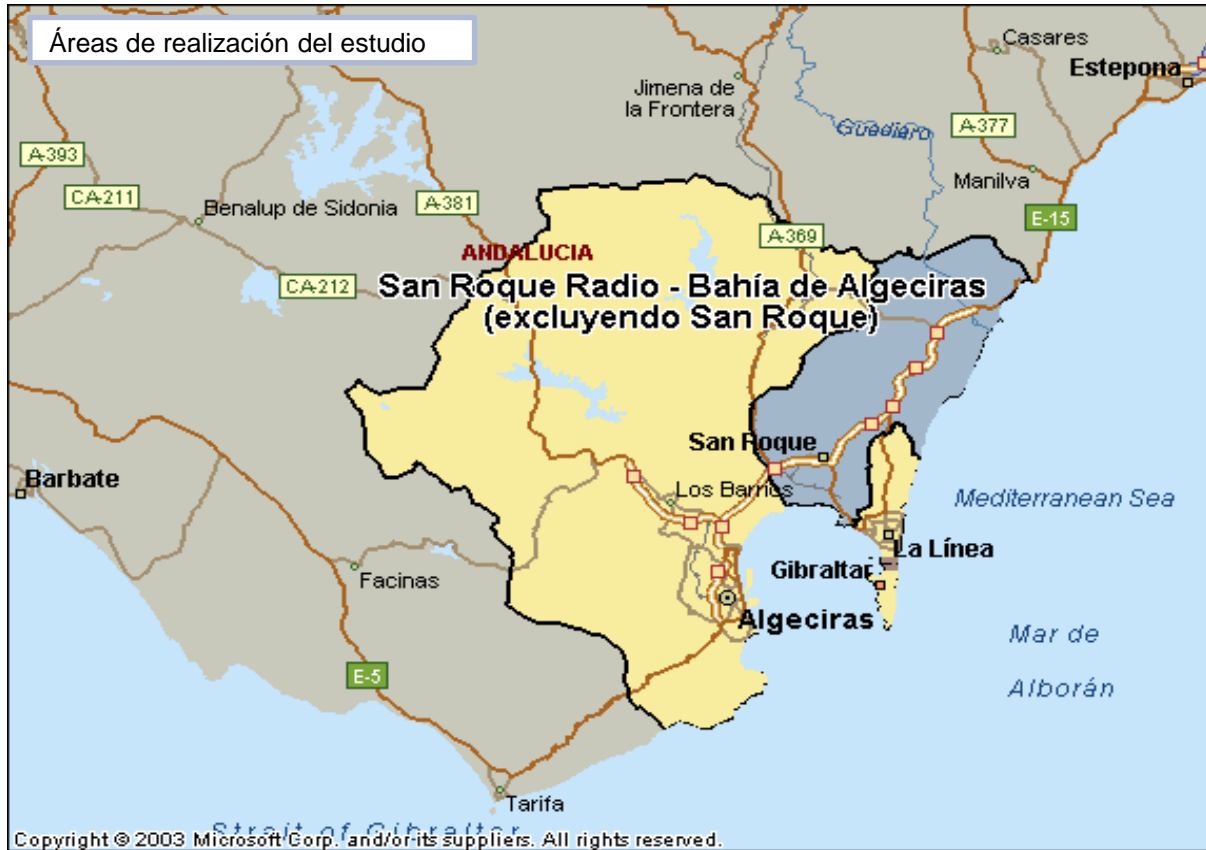 Áreas de realización del estudio
Casares
Estepona
Jimena de
la Frontera
Guadiaro
A-377
A-393
CA-211
Manilva
Benalup de Sidonia
A-381
E-15
A-369
ANDALUCIA
CA-212
San Roque Radio - Bahía de Algeciras
(excluyendo San Roque)
San Roque
Barbate
Los Barrios
Mediterranean Sea
La Línea
Facinas
Gibraltar
Algeciras
Mar de
Alborán
E-5
Tarifa
Strait of Gibraltar
Copyright © 2003 Microsoft Corp. and/or its suppliers. All rights reserved.